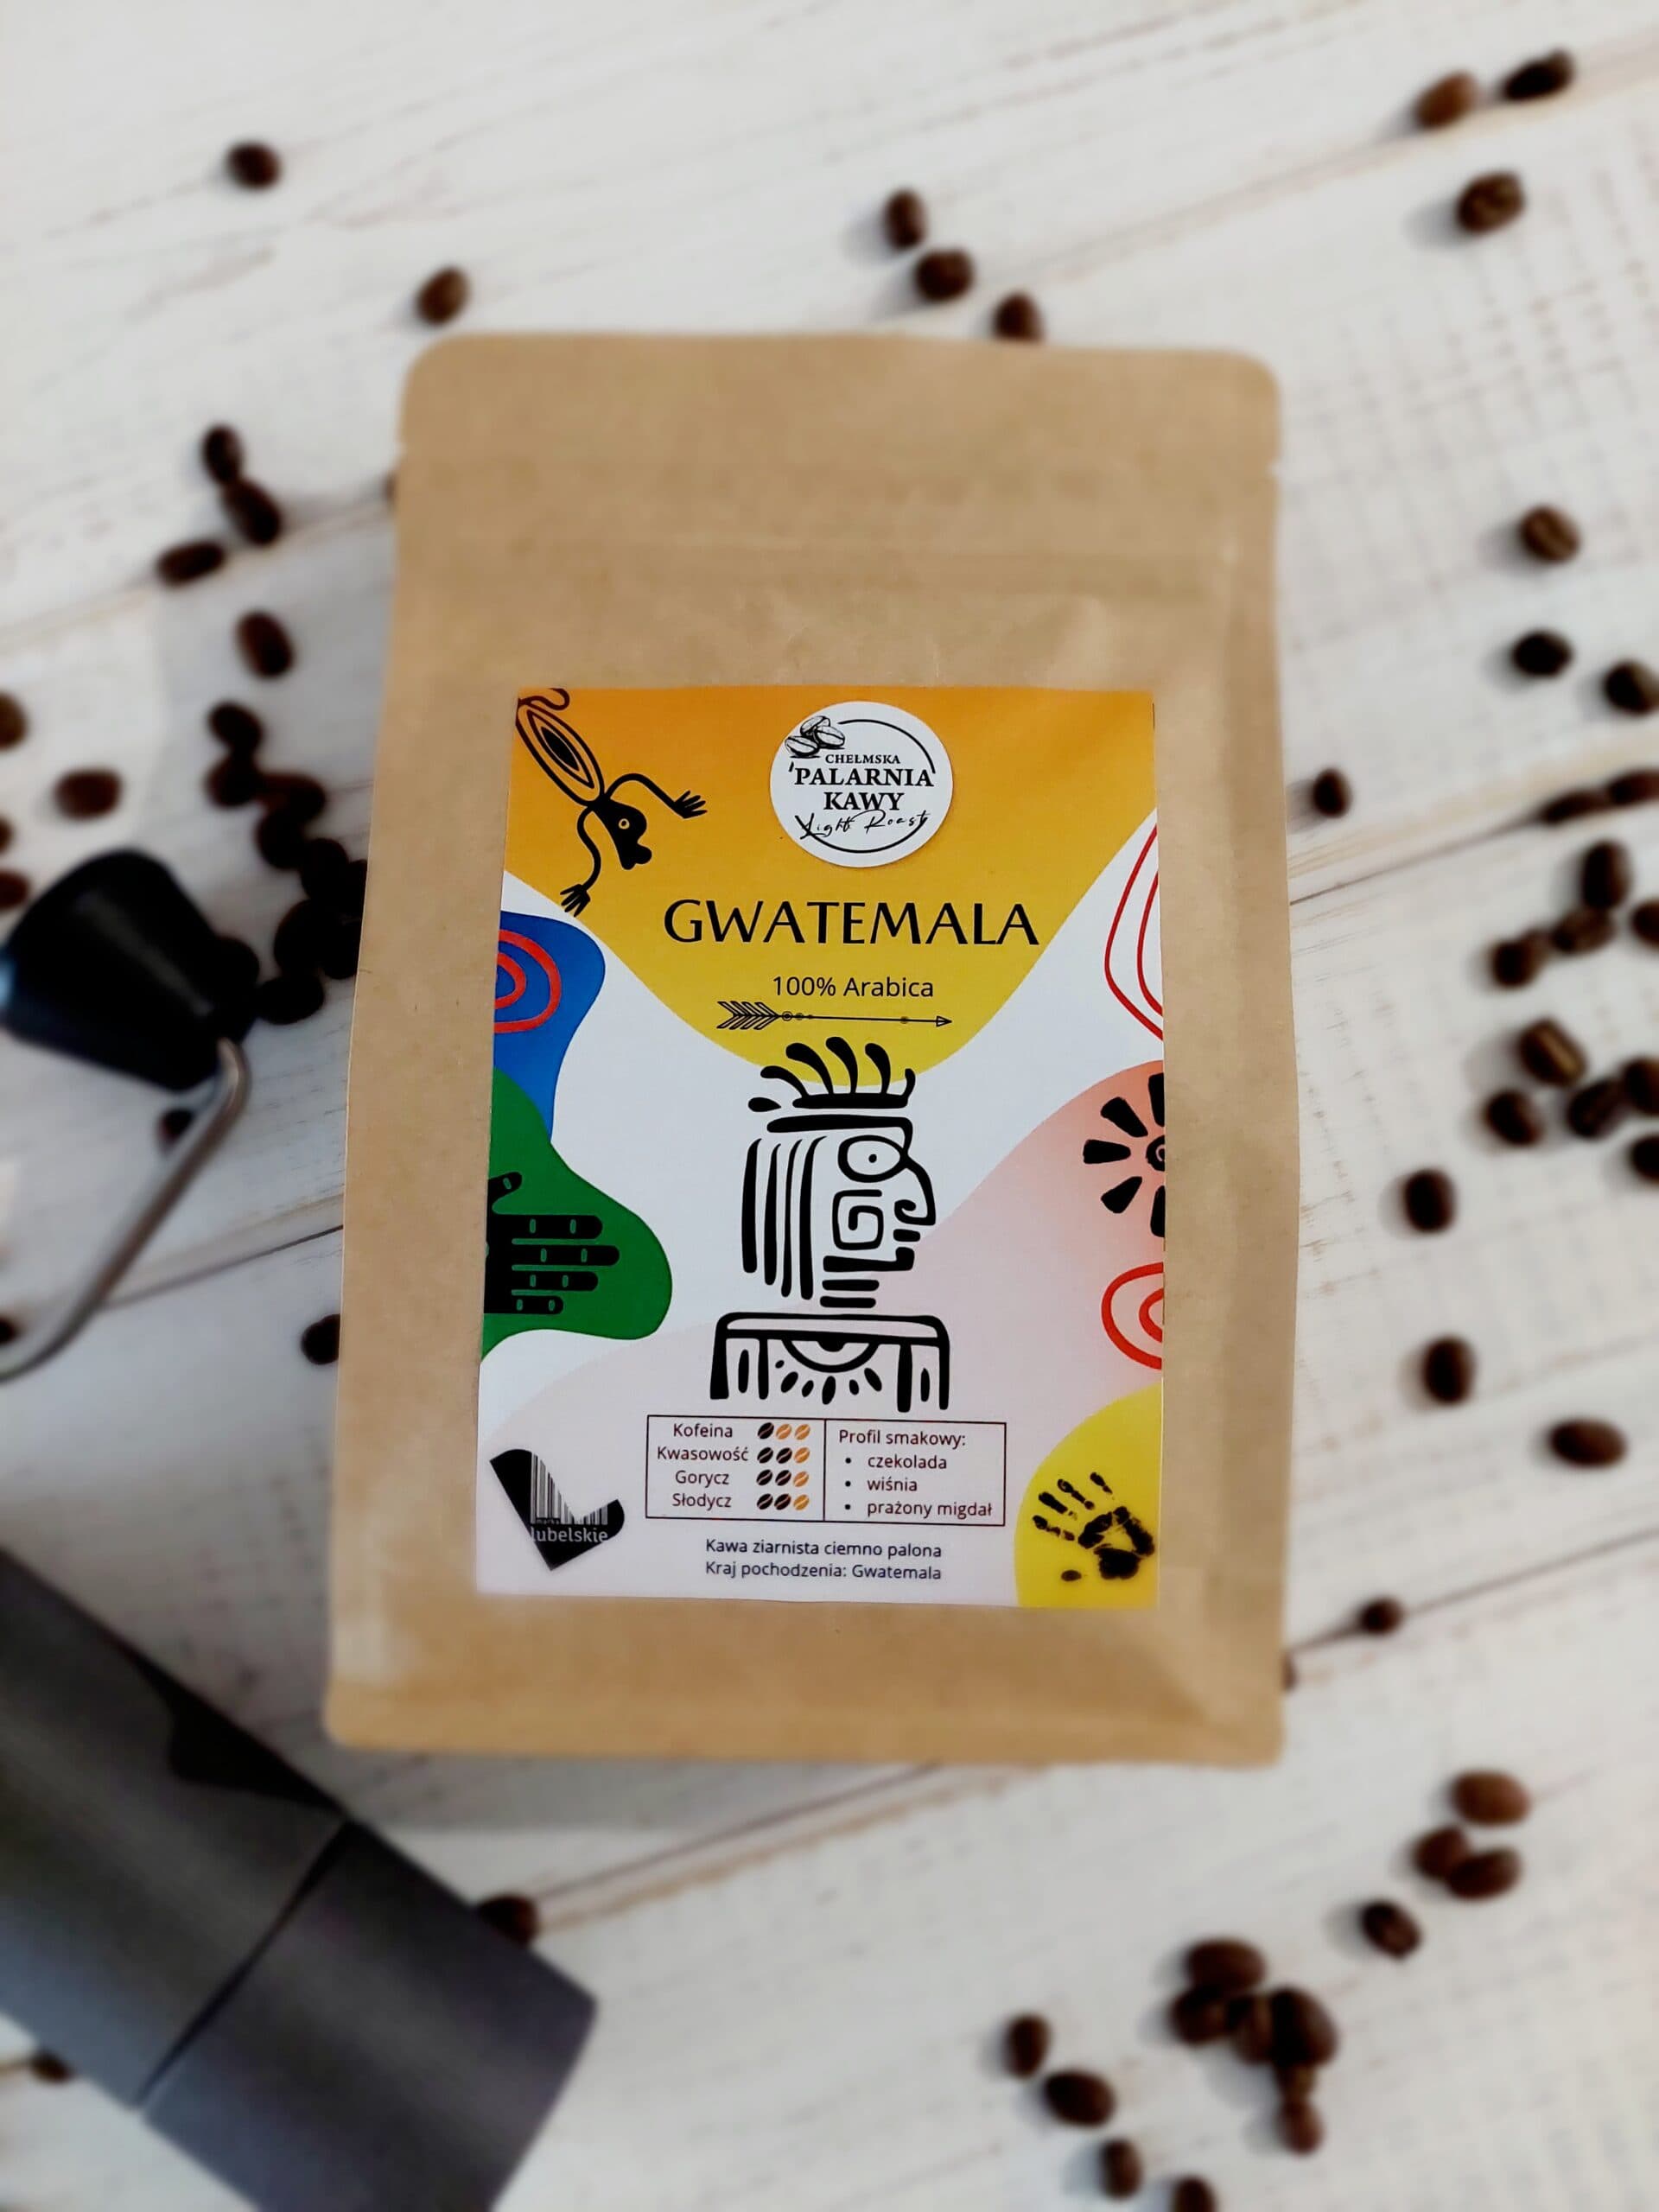 CHEŁMSKA
PALARNIA
KAWY
Light Roast
GWATEMALA
100% Arabica
Kofeina
Kwasowość
Gorycz
Słodycz
Profil smakowy:
• czekolada
• wiśnia
• prażony migdał
lubelskie
Kawa ziarnista ciemno palona
Kraj pochodzenia: Gwatemala